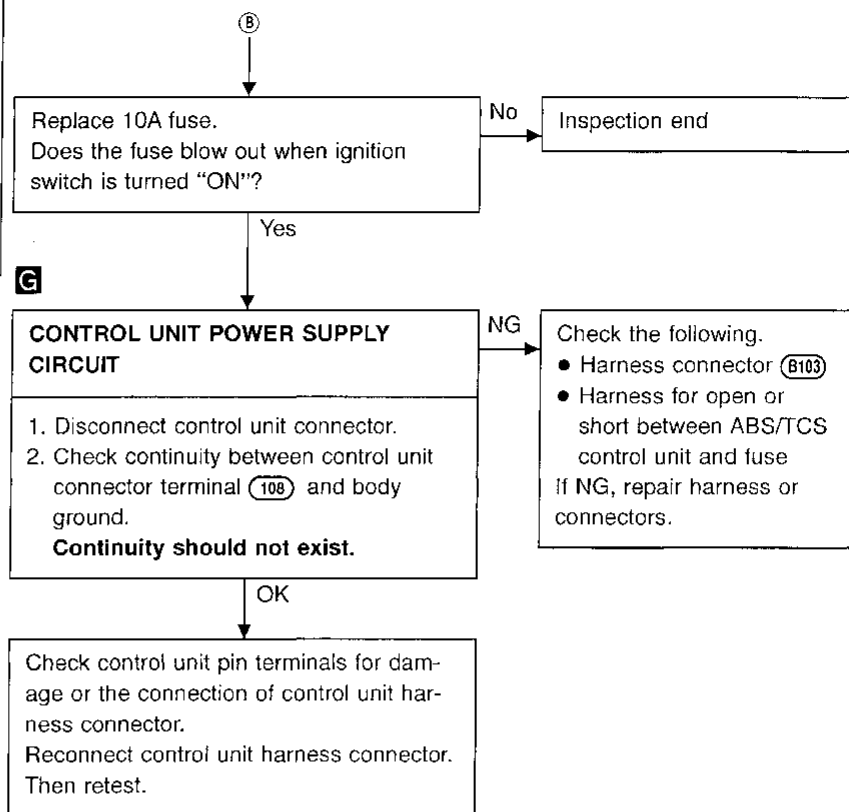 B
Replace 10A fuse.
Does the fuse blow out when ignition
switch is turned "ON"?
No
Inspection end
Yes
G
CONTROL UNIT POWER SUPPLY
CIRCUIT
1. Disconnect control unit connector.
2. Check continuity between control unit
connector terminal 108 and body
ground.
Continuity should not exist.
NG
Check the following.
● Harness connector B103
● Harness for open or
short between ABS/TCS
control unit and fuse
If NG, repair harness or
connectors.
OK
Check control unit pin terminals for dam-
age or the connection of control unit har-
ness connector.
Reconnect control unit harness connector.
Then retest.